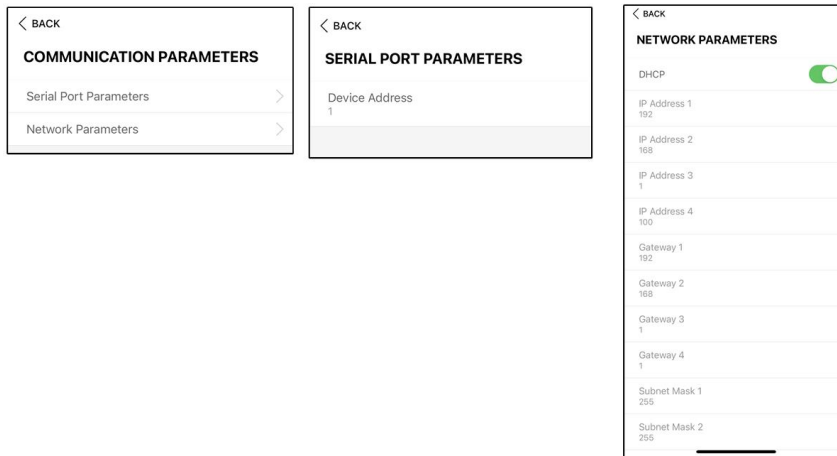 BACK
COMMUNICATION PARAMETERS
Serial Port Parameters
Network Parameters
BACK
SERIAL PORT PARAMETERS
Device Address
1
BACK
NETWORK PARAMETERS
DHCP
IP Address 1
192
IP Address 2
168
IP Address 3
1
IP Address 4
100
Gateway 1
192
Gateway 2
168
Gateway 3
1
Gateway 4
1
Subnet Mask 1
255
Subnet Mask 2
255